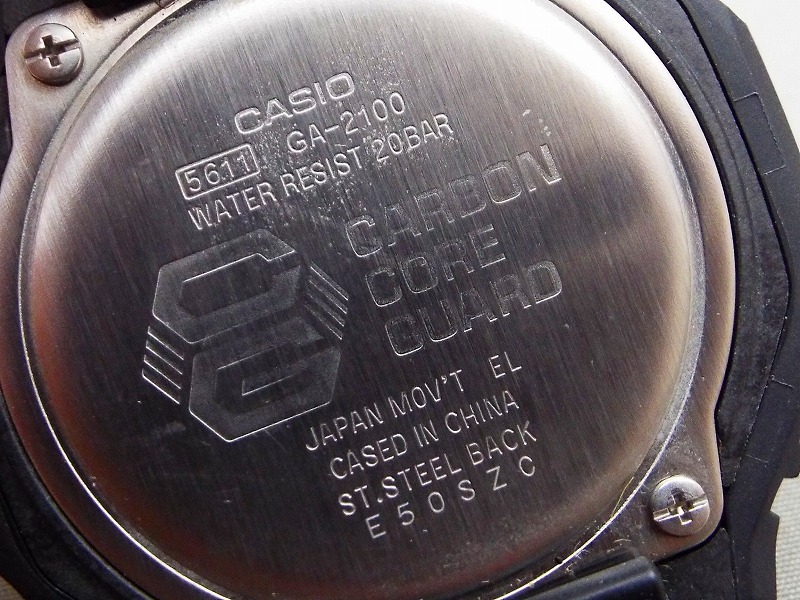 CASIO
5611 GA-2100
WATER RESIST 20BAR
CARBON
CORE
GUARD
JAPAN MOV'T EL
CASED IN CHINA
ST.STEEL BACK
E50SZC